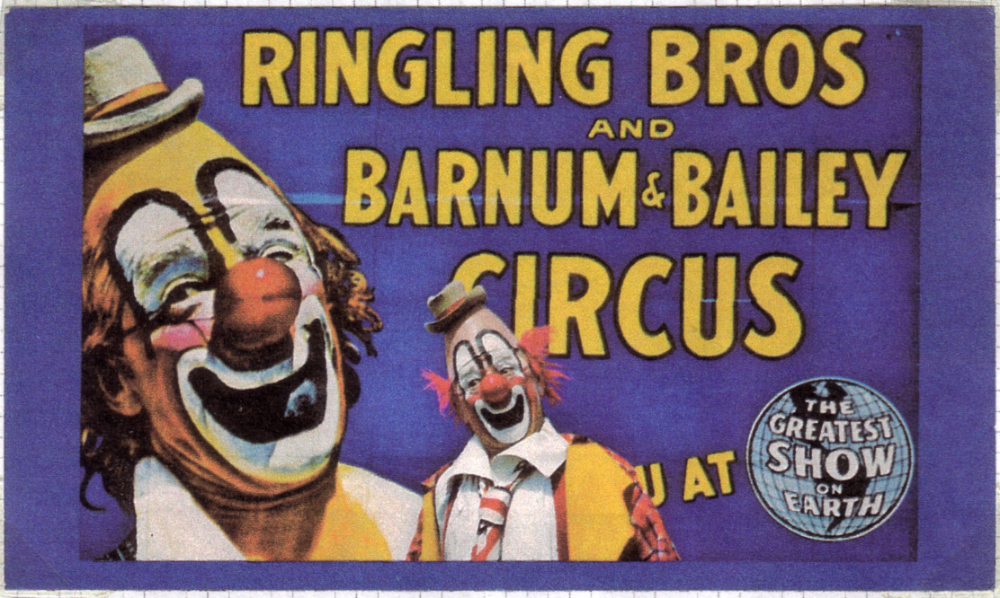 RINGLING BROS
AND
BARNUM & BAILEY
CIRCUS
U AT
THE
GREATEST
SHOW
ON
EARTH